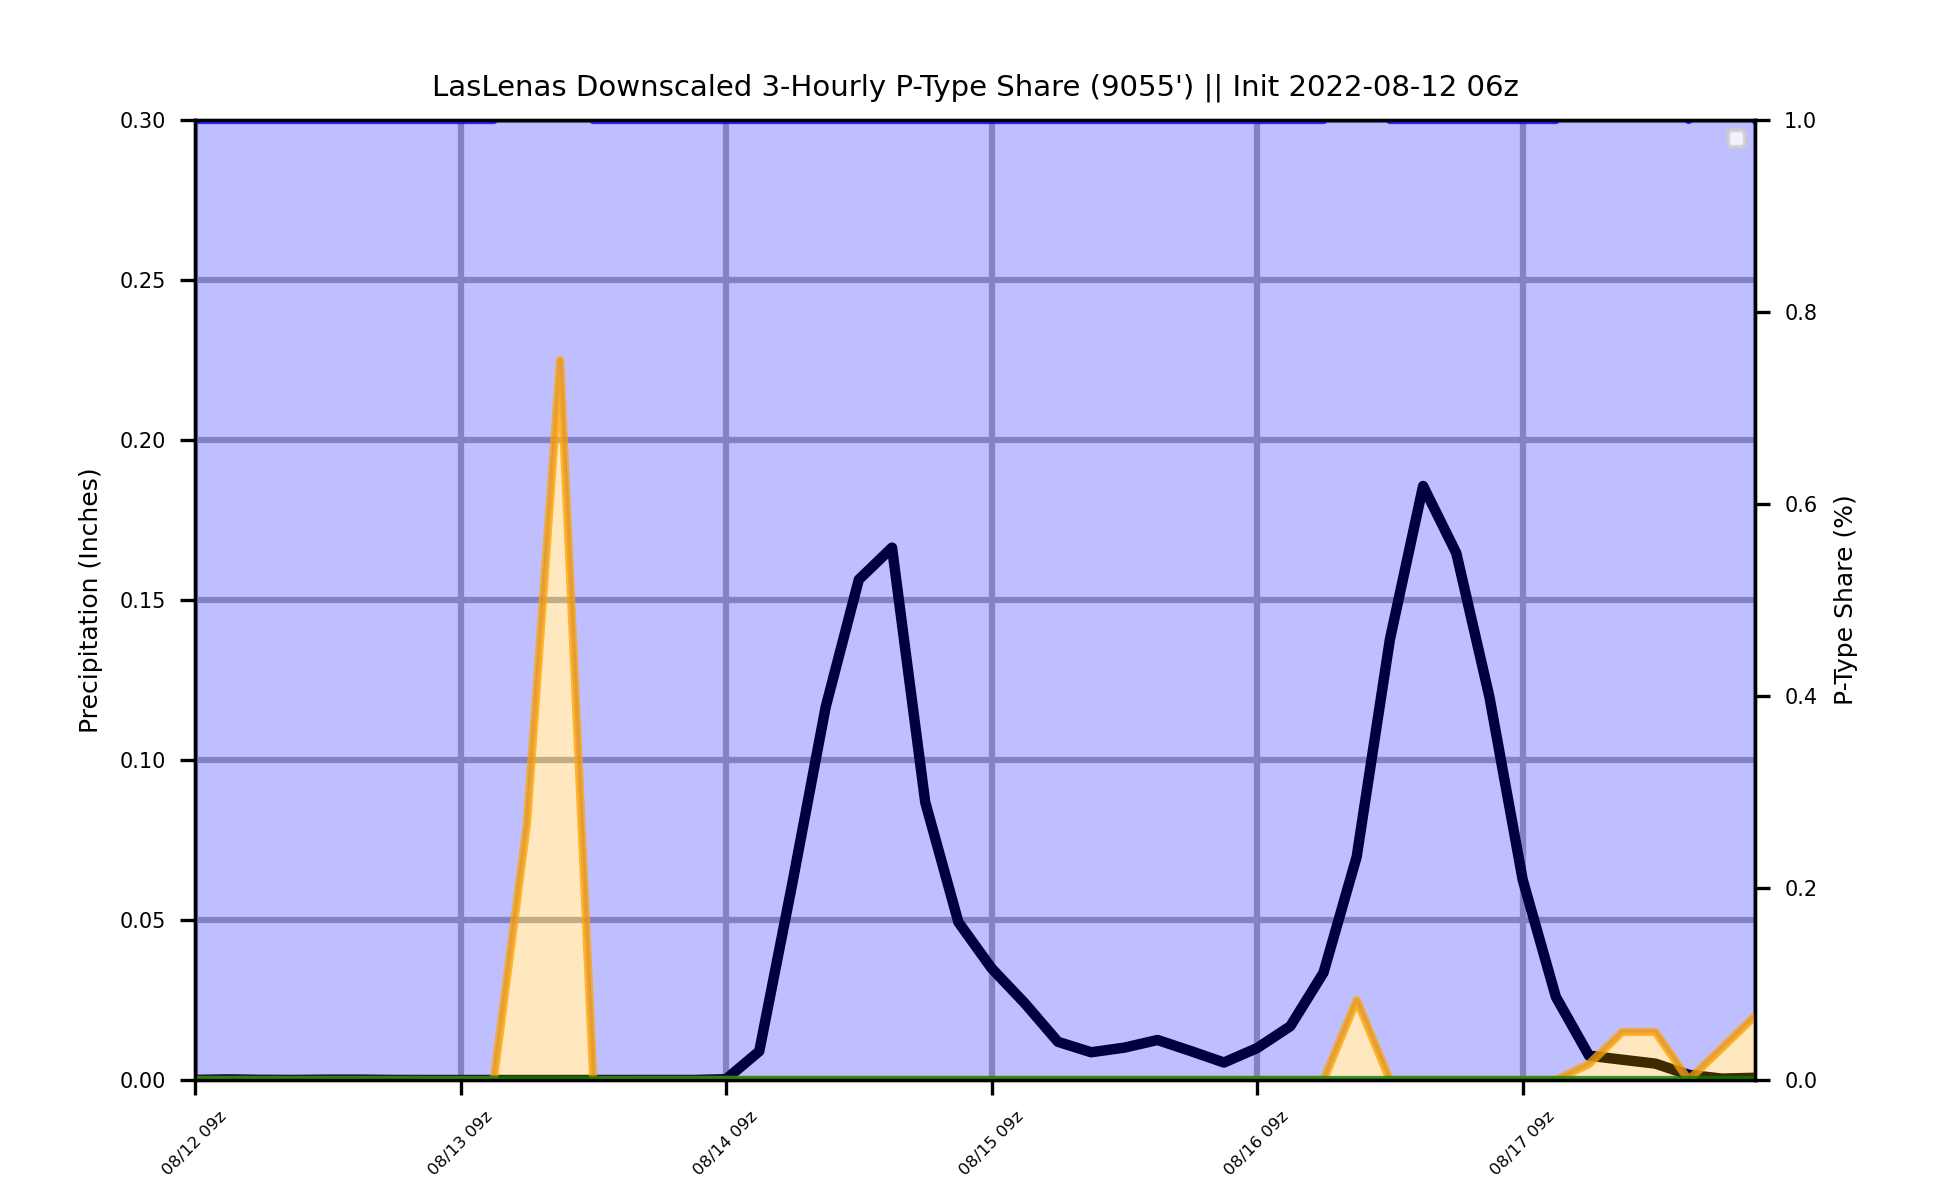 LasLenas Downscaled 3-Hourly P-Type Share (9055') || Init 2022-08-12 06z
Precipitation (Inches)
0.30
0.25
0.20
0.15
0.10
0.05
0.00
1.0
0.8
0.6
0.4
0.2
0.0
P-Type Share (%)
08/12 09z
08/13 09z
08/14 09z
08/15 09z
08/16 09z
08/17 09z